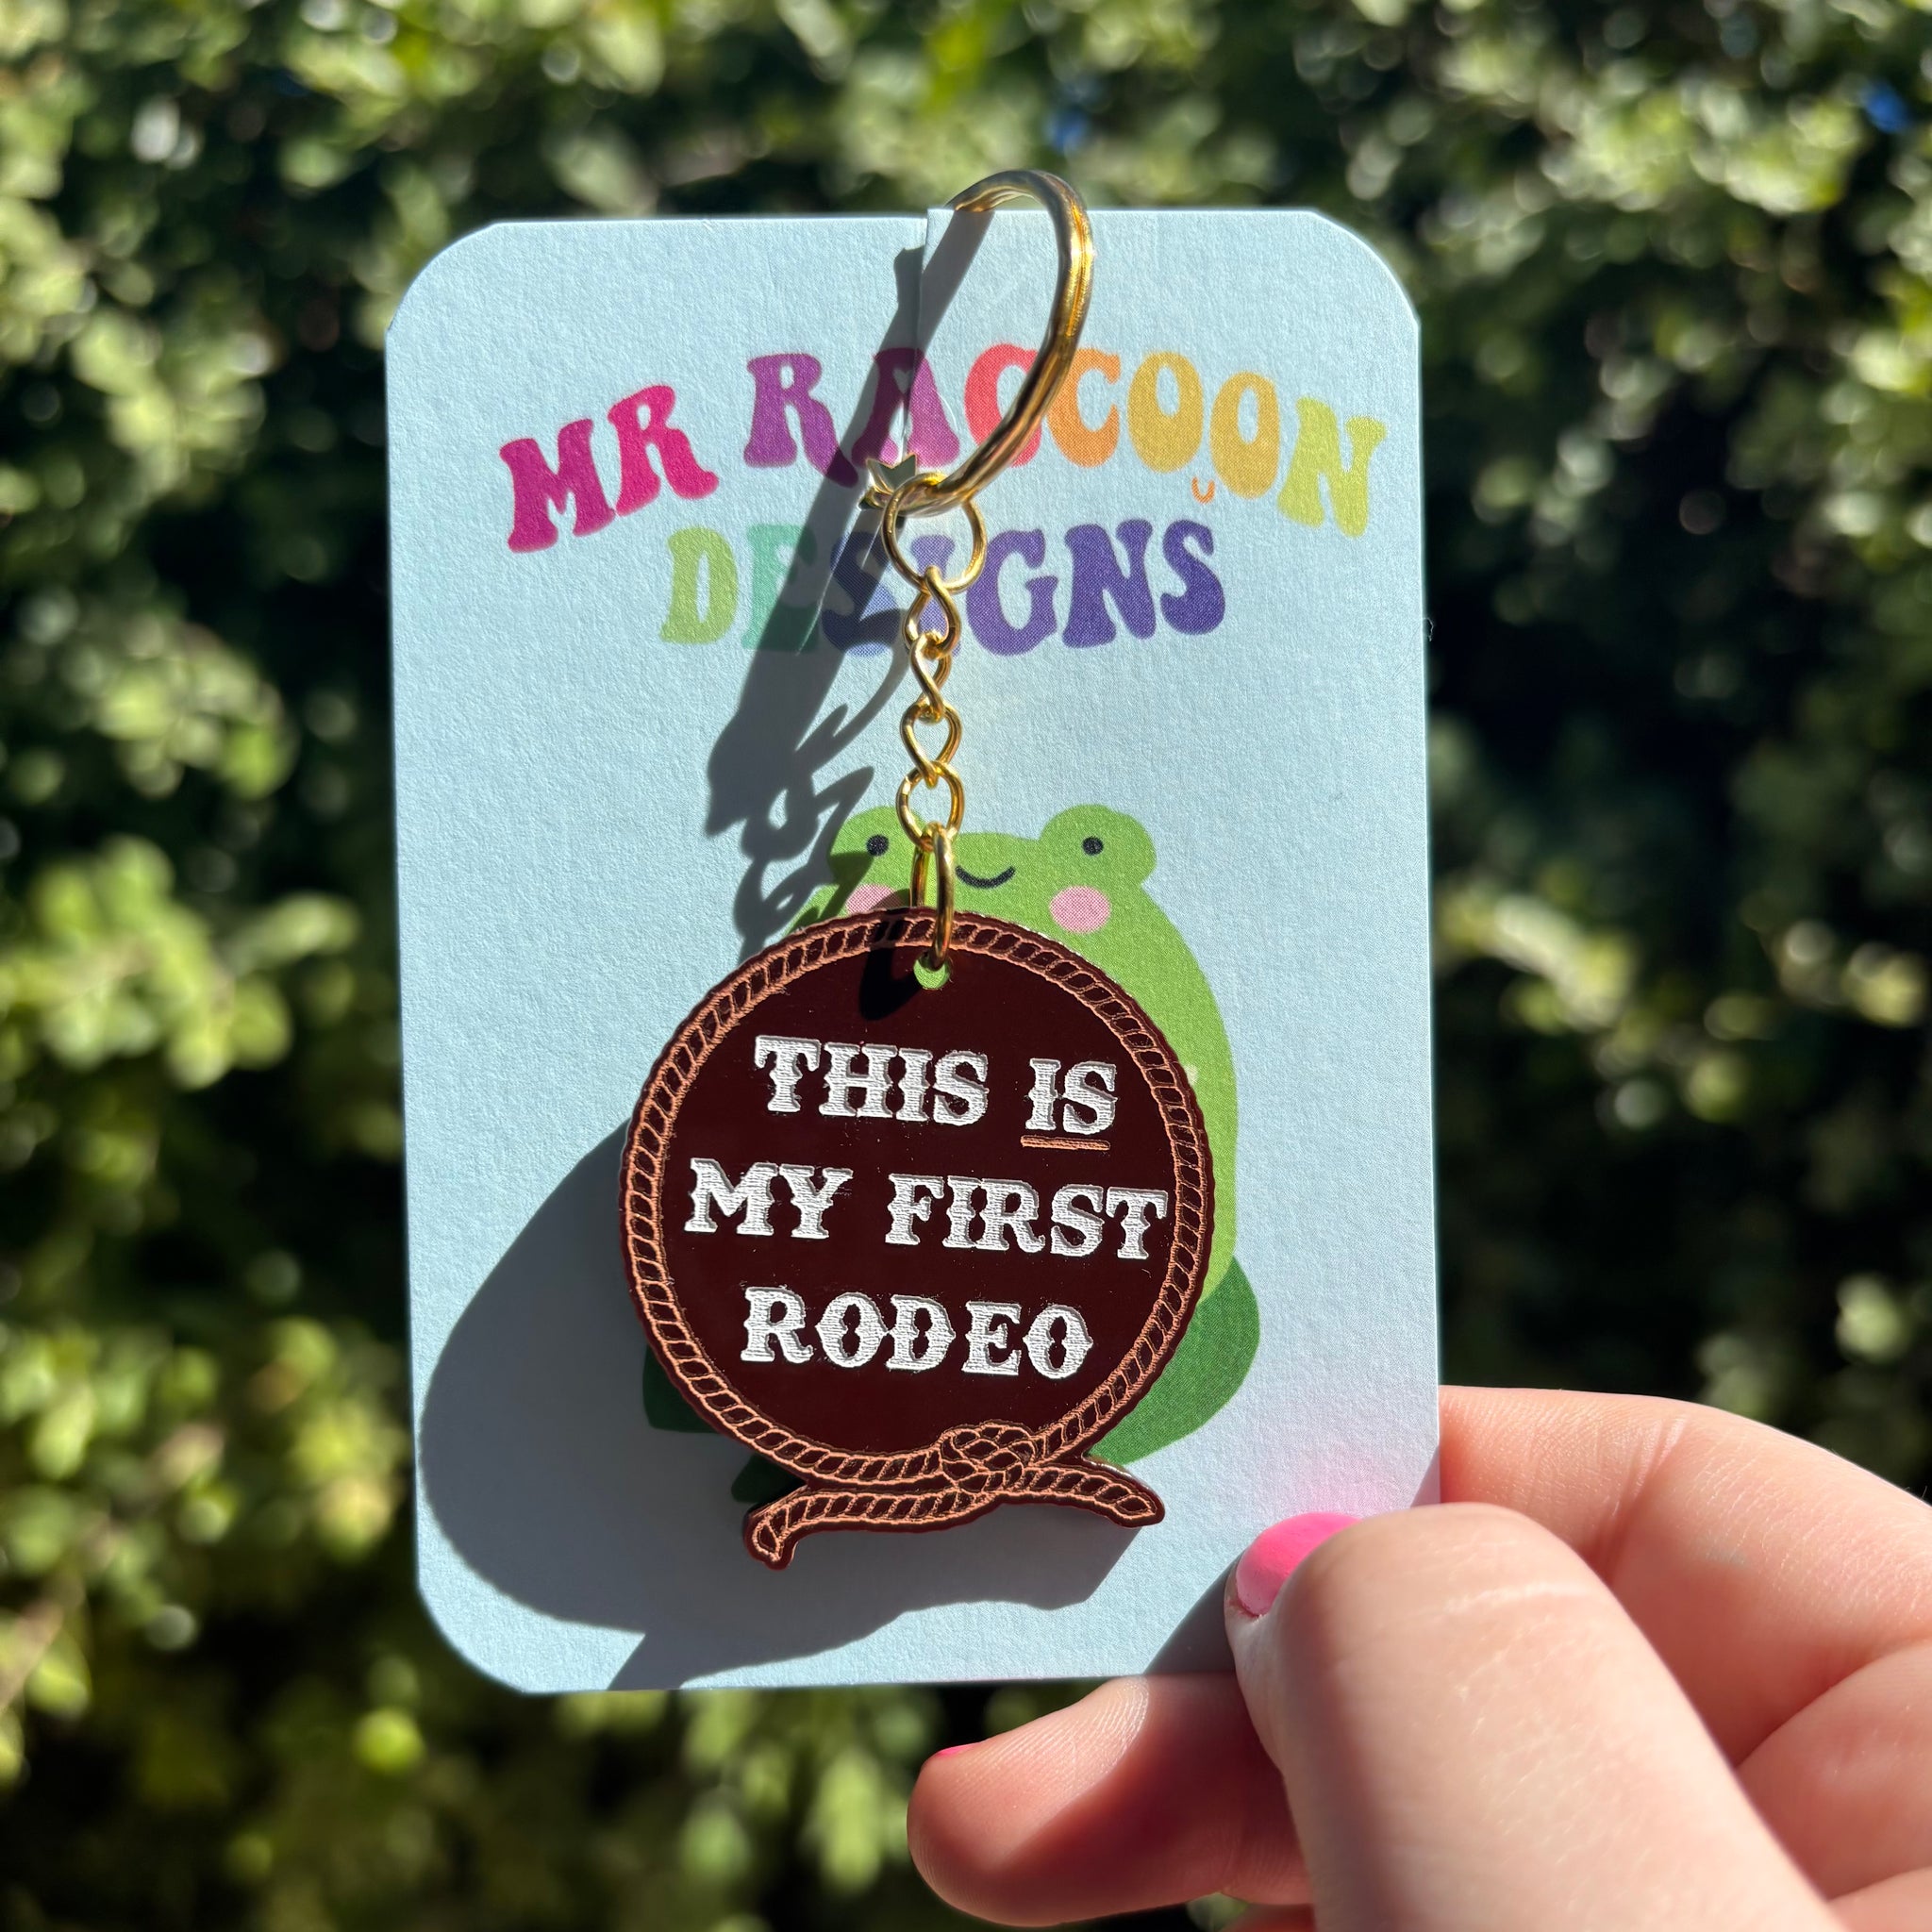 MR RACCOON
DESIGNS
THIS IS
MY FIRST
RODEO